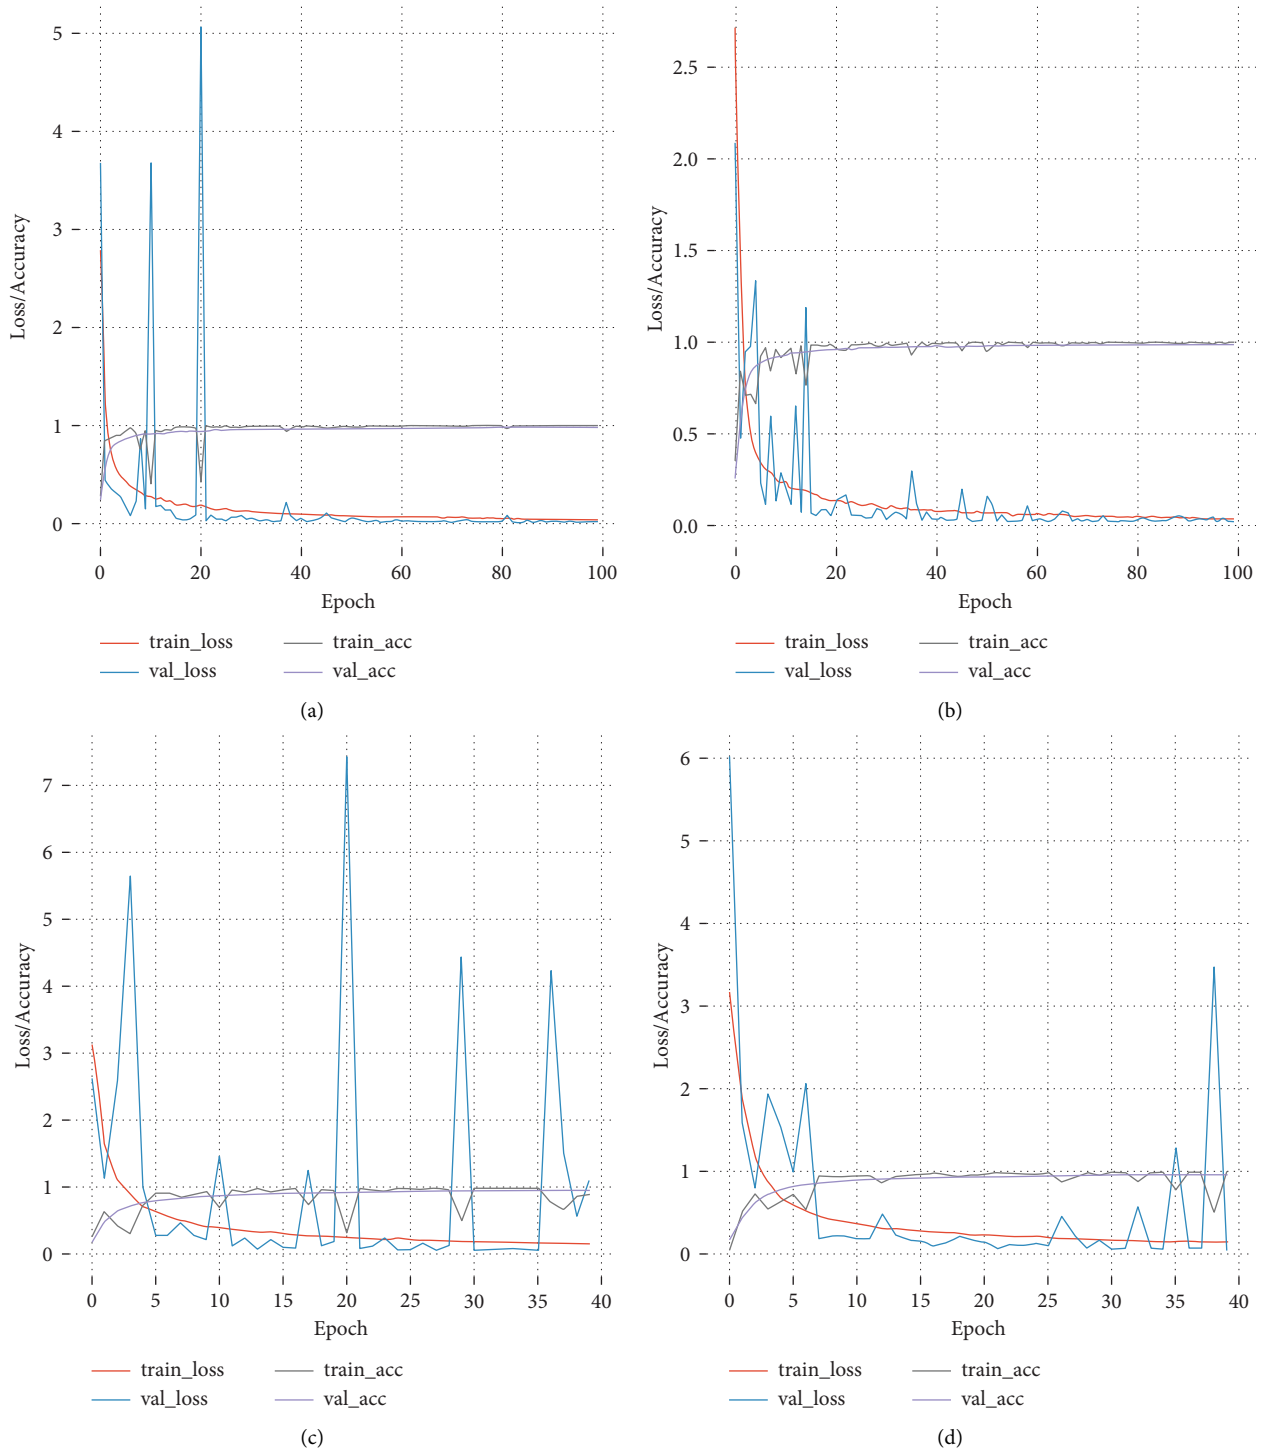 Loss/Accuracy
5
4
3
2
1
0
0 20 40 60 80 100
Epoch
train_loss train_acc
val_loss val_acc
(a)
Loss/Accuracy
2.5
2.0
1.5
1.0
0.5
0.0
0 20 40 60 80 100
Epoch
train_loss train_acc
val_loss val_acc
(b)
Loss/Accuracy
7
6
5
4
3
2
1
0
0 5 10 15 20 25 30 35 40
Epoch
train_loss train_acc
val_loss val_acc
(c)
Loss/Accuracy
6
5
4
3
2
1
0
0 5 10 15 20 25 30 35 40
Epoch
train_loss train_acc
val_loss val_acc
(d)